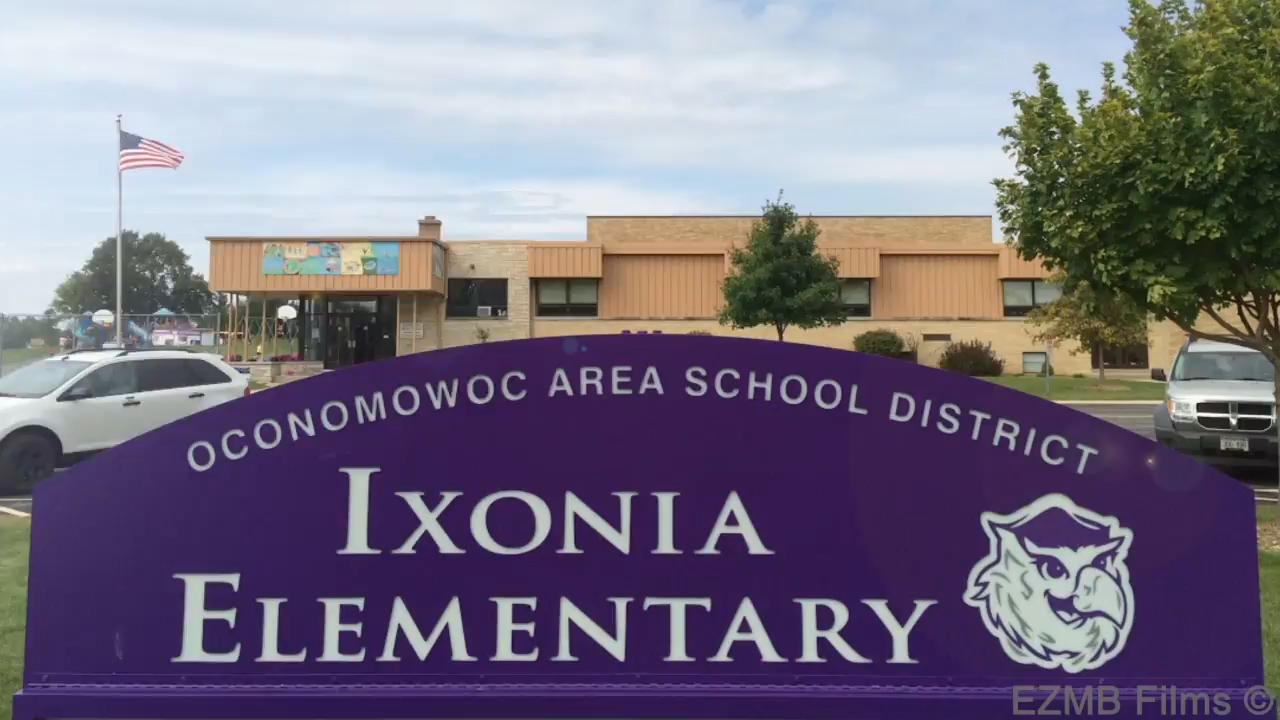 OCONOMOWOC AREA SCHOOL DISTRICT
IXONIA
ELEMENTARY
EZMB Films ©